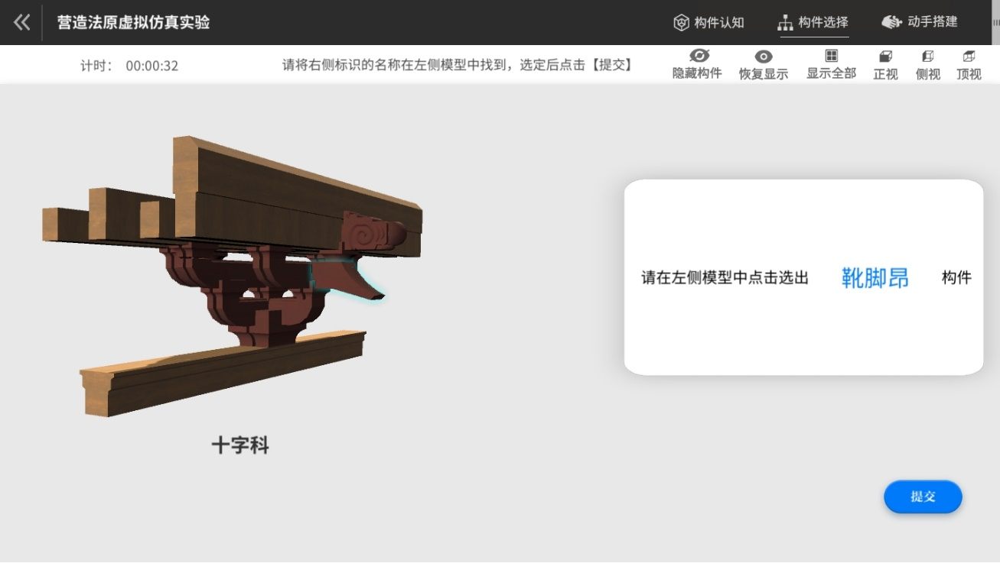 营造法原虚拟仿真实验
构件认知
构件选择
动手搭建
计时： 00:00:32
请将右侧标识的名称在左侧模型中找到，选定后点击【提交】
隐藏构件
恢复显示
显示全部
正视
侧视
顶视
请在左侧模型中点击选出 靴脚昂 构件
十字科
提交